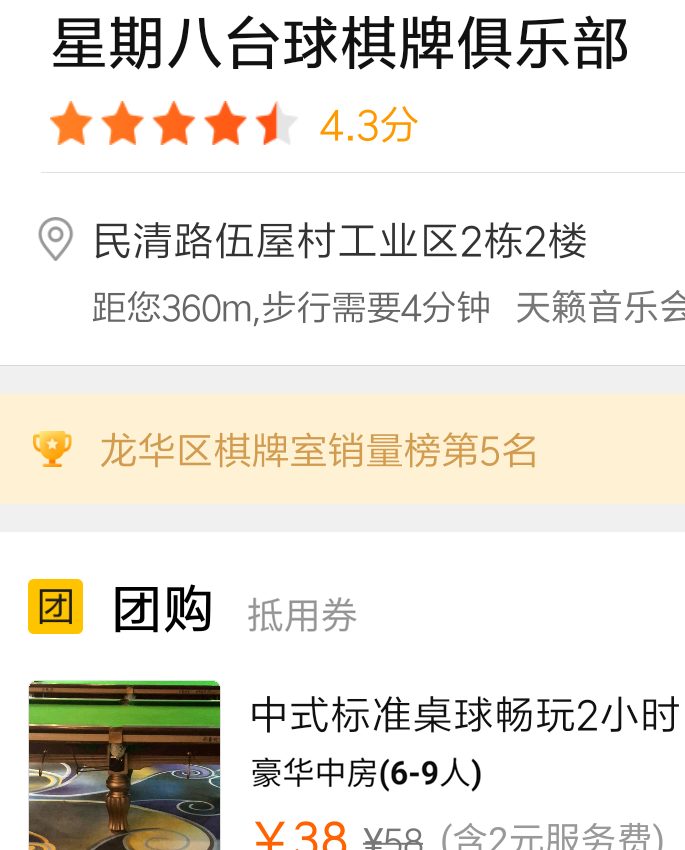 星期八台球棋牌俱乐部
4.3分
民清路伍屋村工业区2栋2楼
距您360m,步行需要4分钟 天籁音乐会
龙华区棋牌室销量榜第5名
团 团购 抵用券
中式标准桌球畅玩2小时
豪华中房(6-9人)
￥38 ¥58 (含2元服务费)